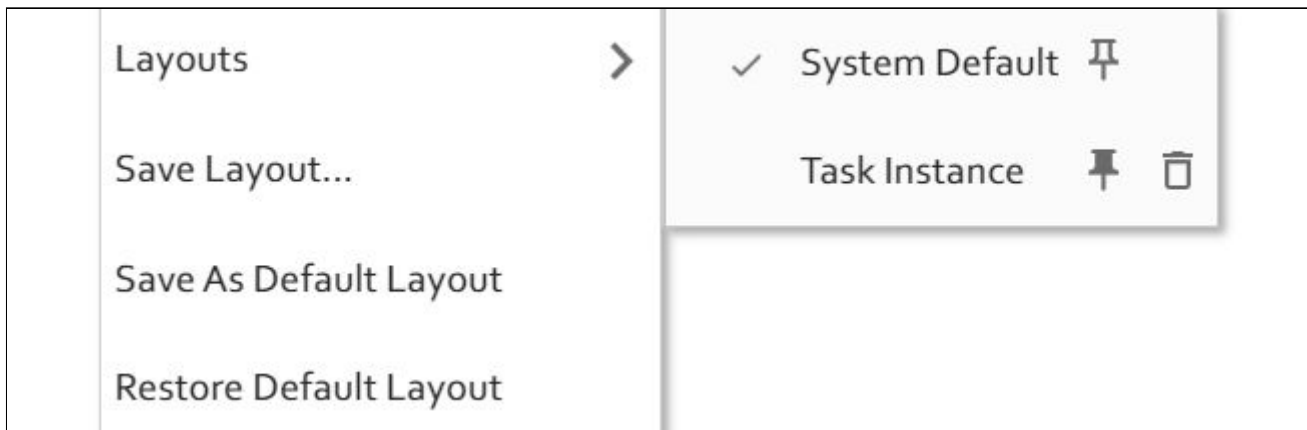 Layouts
Save Layout...
Save As Default Layout
Restore Default Layout
System Default
Task Instance